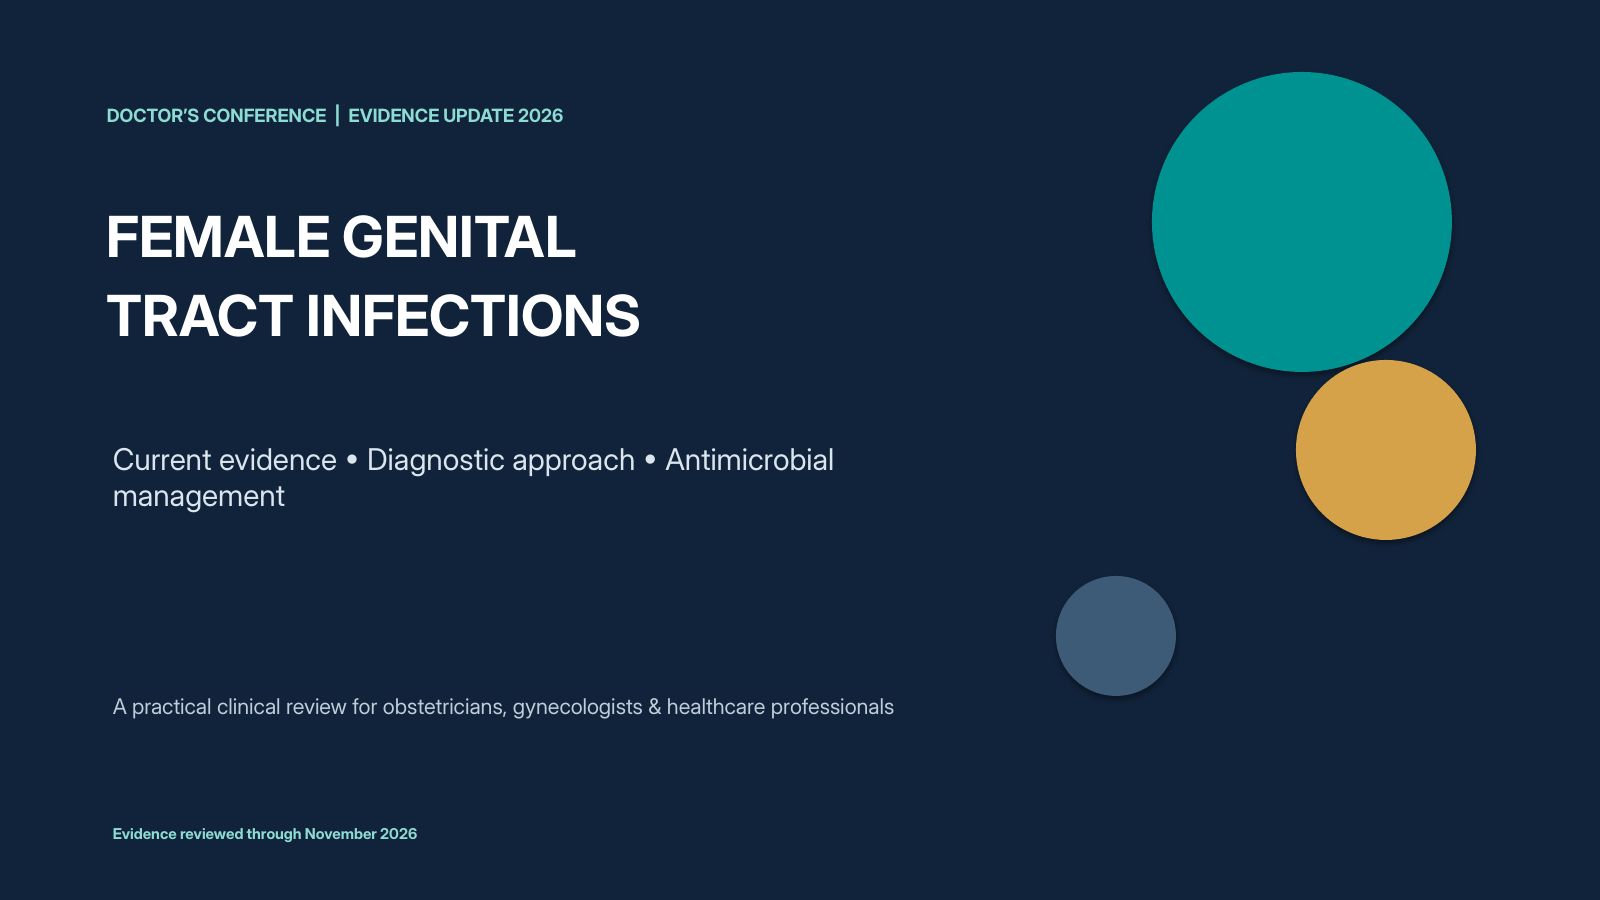 DOCTOR'S CONFERENCE | EVIDENCE UPDATE 2026
FEMALE GENITAL
TRACT INFECTIONS
Current evidence • Diagnostic approach • Antimicrobial
management
A practical clinical review for obstetricians, gynecologists & healthcare professionals
Evidence reviewed through November 2026